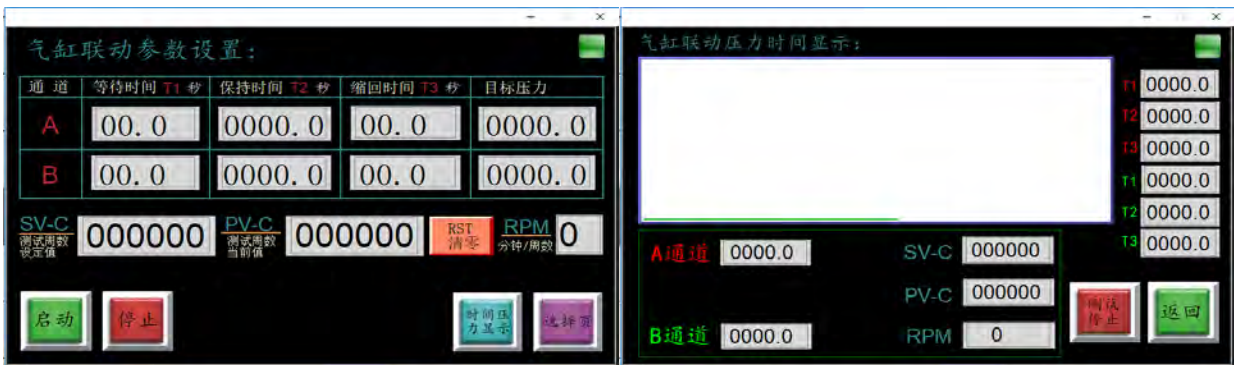 气缸联动参数设置：
通 道 等待时间 T1 秒 保持时间 T2 秒 缩回时间 T3 秒 目标压力
A 00.0 0000.0 00.0 0000.0
B 00.0 0000.0 00.0 0000.0
SV-C 测试周数设定值 000000 PV-C 测试周数当前值 000000 RST 清零 RPM 分钟/周数 0
启动 停止 时间压力显示 选择页
气缸联动压力时间显示：
T1 0000.0
T2 0000.0
T3 0000.0
T1 0000.0
T2 0000.0
T3 0000.0
A通道 0000.0 SV-C 000000
PV-C 000000
B通道 0000.0 RPM 0
测试停止 返回